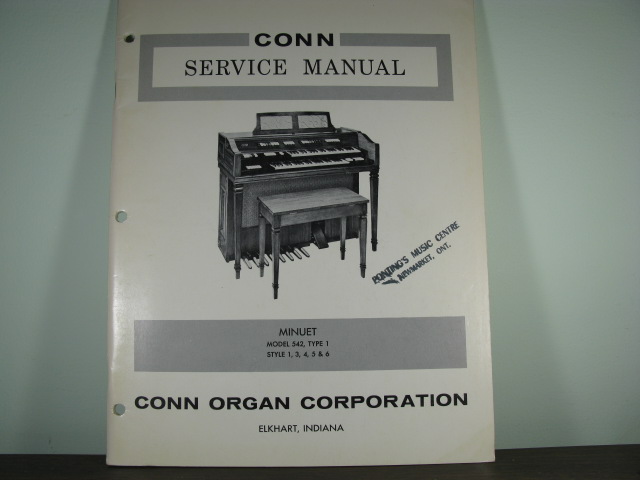 CONN
SERVICE MANUAL
PONTING'S MUSIC CENTRE
NEWMARKET, ONT.
MINUET
MODEL 542, TYPE 1
STYLE 1, 3, 4, 5 & 6
CONN ORGAN CORPORATION
ELKHART, INDIANA